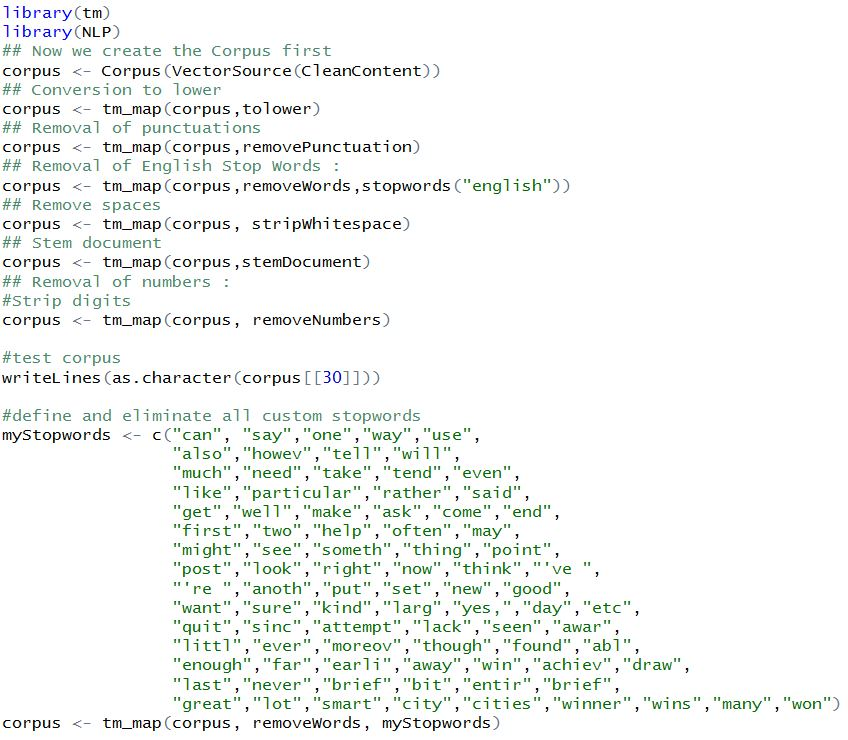 library(tm)
library(NLP)
## Now we create the Corpus first
corpus <- Corpus(VectorSource(CleanContent))
## Conversion to lower
corpus <- tm_map(corpus,tolower)
## Removal of punctuations
corpus <- tm_map(corpus,removePunctuation)
## Removal of English Stop Words :
corpus <- tm_map(corpus,removeWords,stopwords("english"))
## Remove spaces
corpus <- tm_map(corpus, stripWhitespace)
## Stem document
corpus <- tm_map(corpus,stemDocument)
## Removal of numbers :
#Strip digits
corpus <- tm_map(corpus, removeNumbers)

#test corpus
writeLines(as.character(corpus[[30]]))

#define and eliminate all custom stopwords
myStopwords <- c("can", "say","one","way","use",
                 "also","howev","tell","will",
                 "much","need","take","tend","even",
                 "like","particular","rather","said",
                 "get","well","make","ask","come","end",
                 "first","two","help","often","may",
                 "might","see","someth","thing","point",
                 "post","look","right","now","think","'ve ",
                 "'re ","anoth","put","set","new","good",
                 "want","sure","kind","larg","yes,","day","etc",
                 "quit","sinc","attempt","lack","seen","awar",
                 "littl","ever","moreov","though","found","abl",
                 "enough","far","earli","away","win","achiev","draw",
                 "last","never","brief","bit","entir","brief",
                 "great","lot","smart","city","cities","winner","wins","many","won")
corpus <- tm_map(corpus, removeWords, myStopwords)